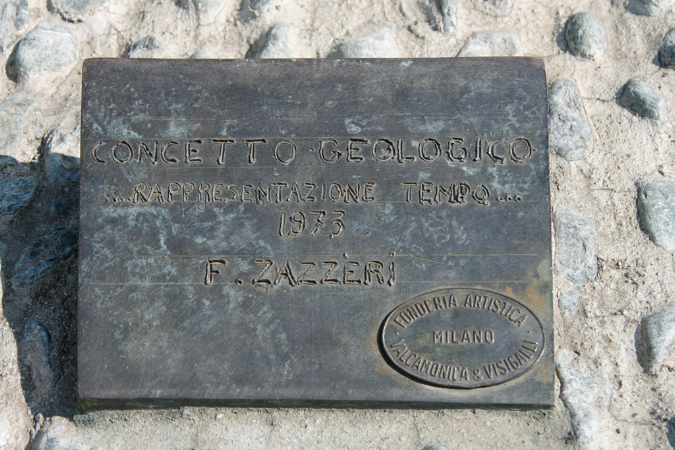 CONCETTO GEOLOGICO
....RAPPRESENTAZIONE TEMPO....
1973
F. ZAZZERI
FONDERIA ARTISTICA
MILANO
VALCAMONICA & VISIGALLI